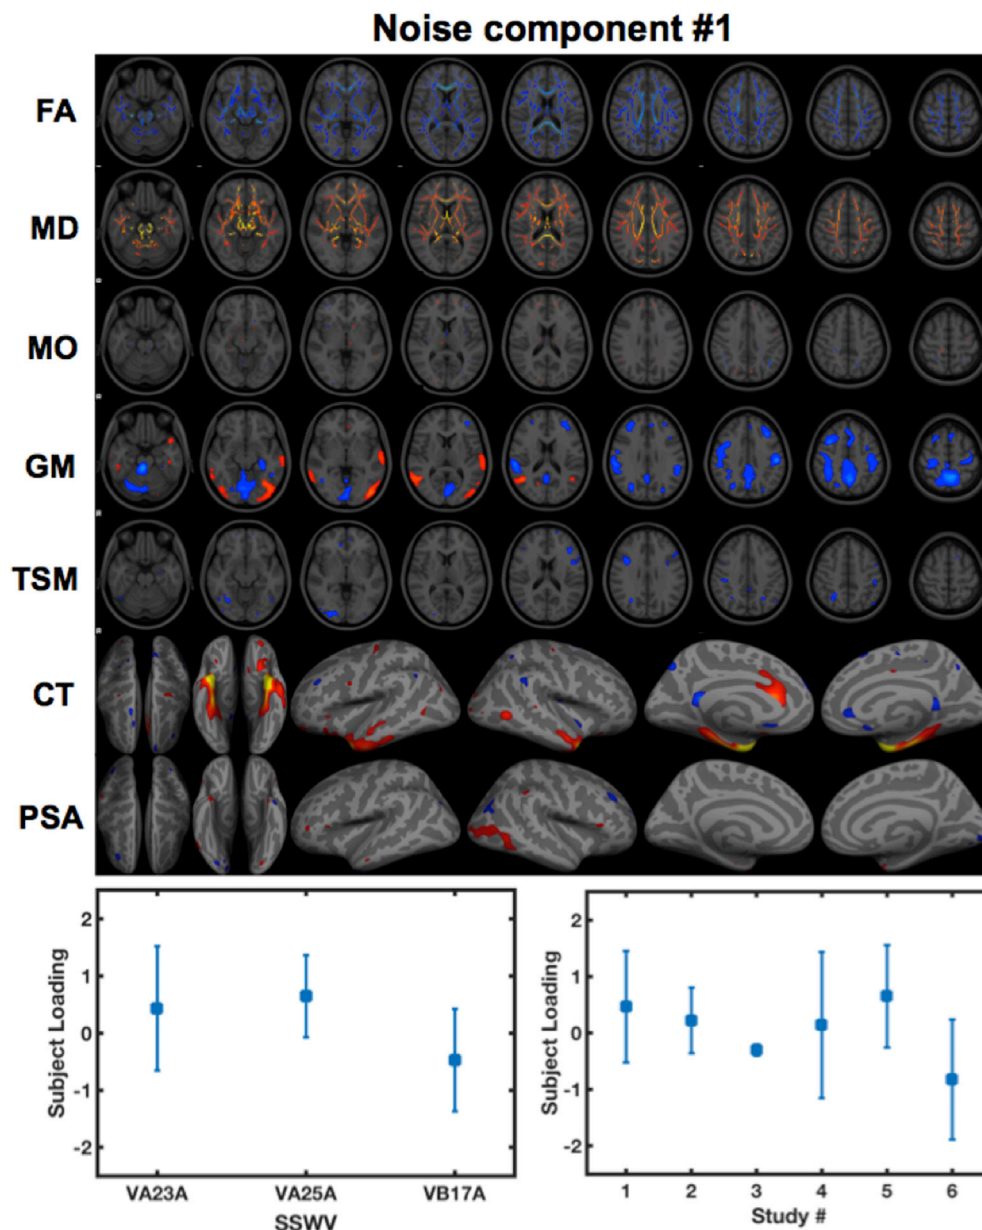 Noise component #1
FA
MD
MO
GM
TSM
CT
PSA
2
1
0
-1
-2
Subject Loading
VA23A VA25A VB17A
SSWV
2
1
0
-1
-2
Subject Loading
1 2 3 4 5 6
Study #